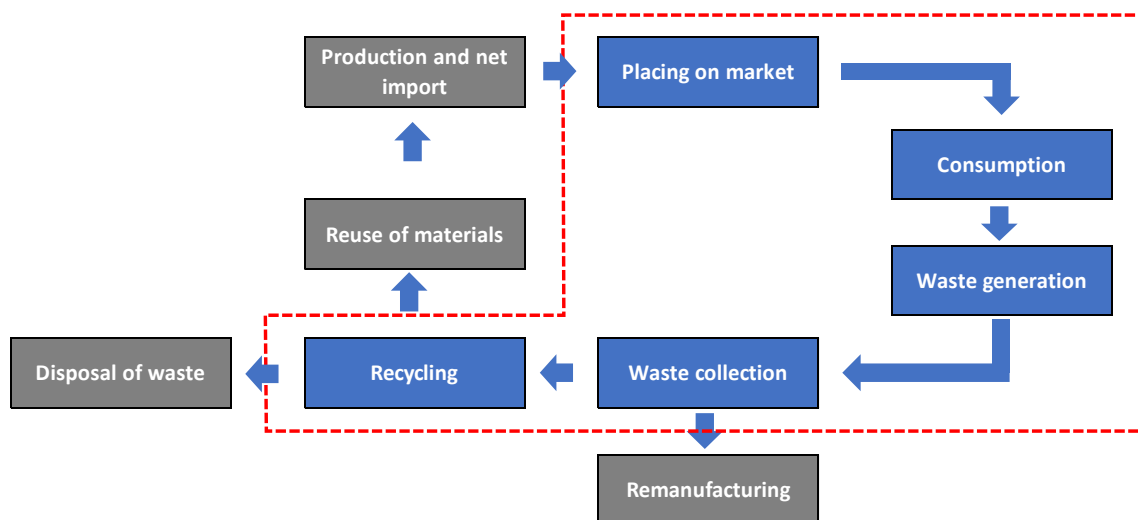 Production and net
import
Placing on market
Consumption
Reuse of materials
Waste generation
Disposal of waste
Recycling
Waste collection
Remanufacturing